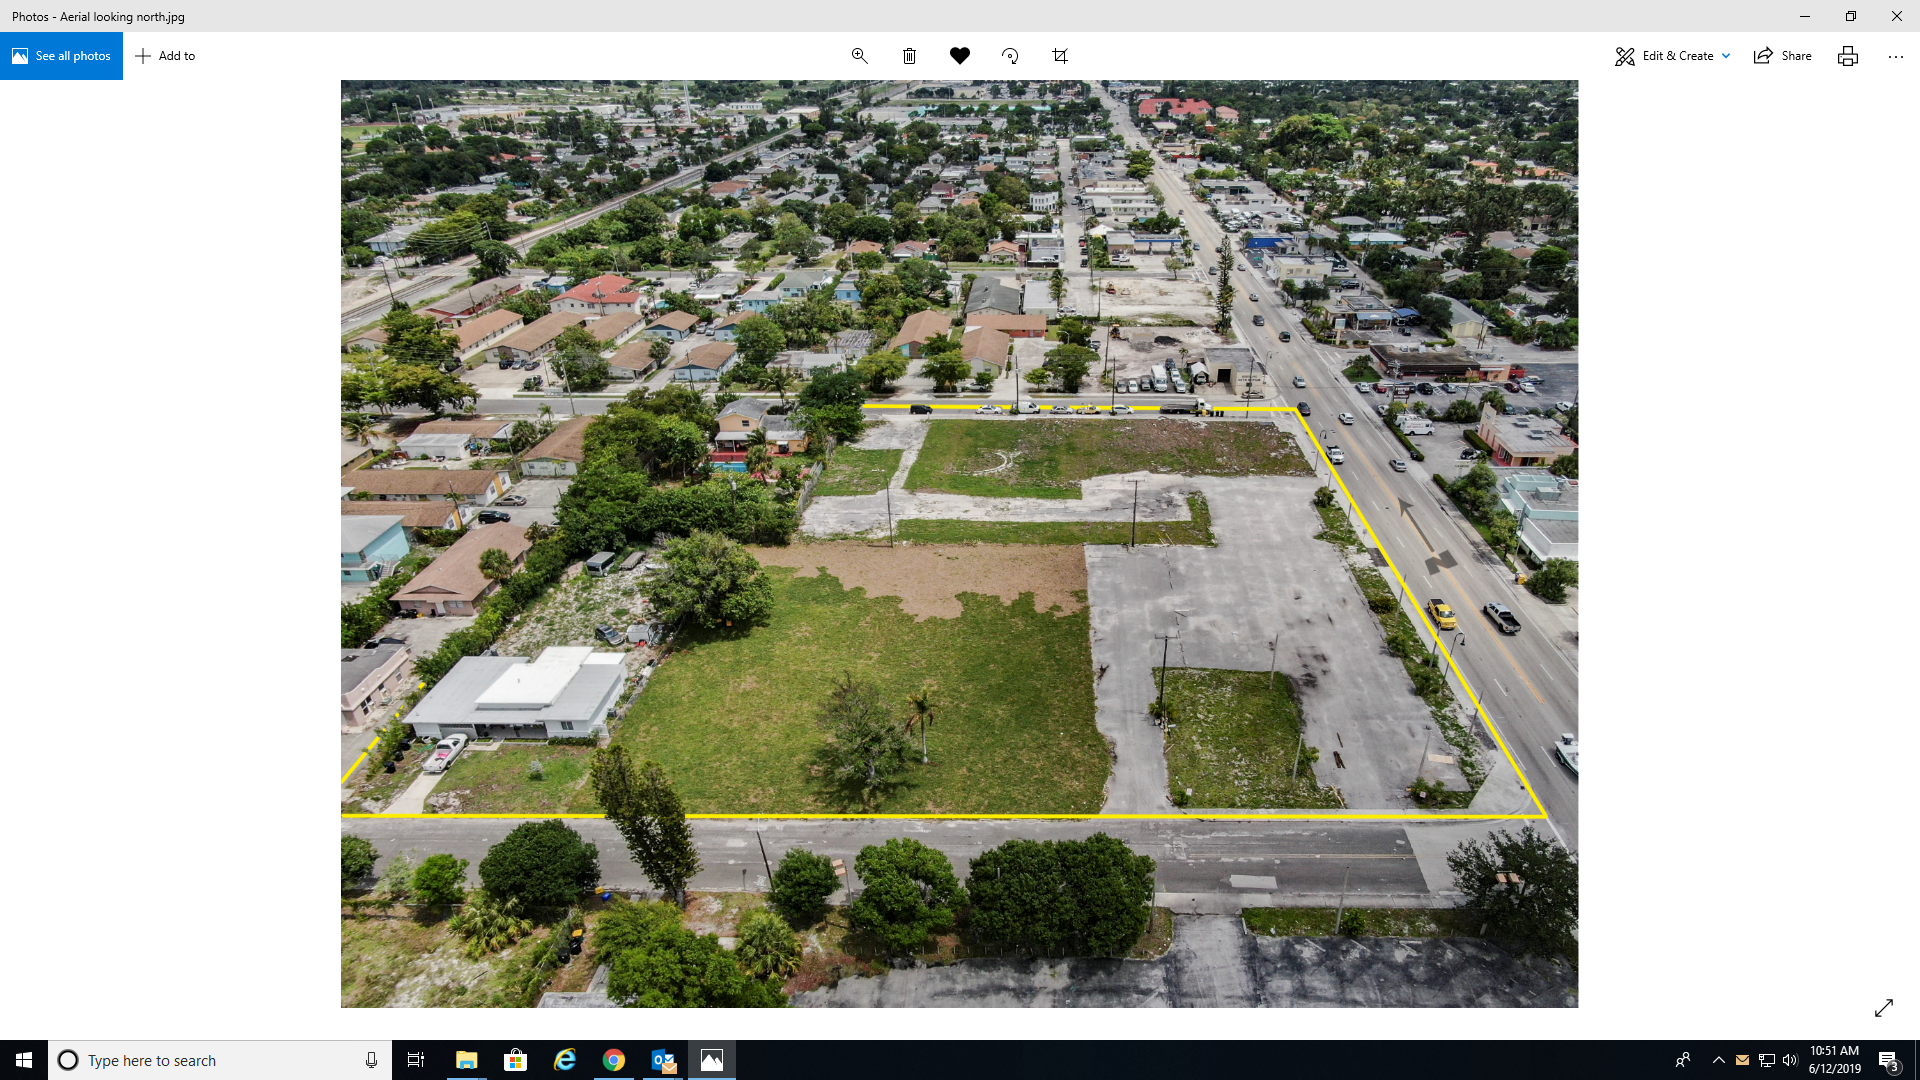 Photos - Aerial looking north.jpg
See all photos
Add to
Edit & Create
Share
N
Type here to search
10:51 AM
6/12/2019
3